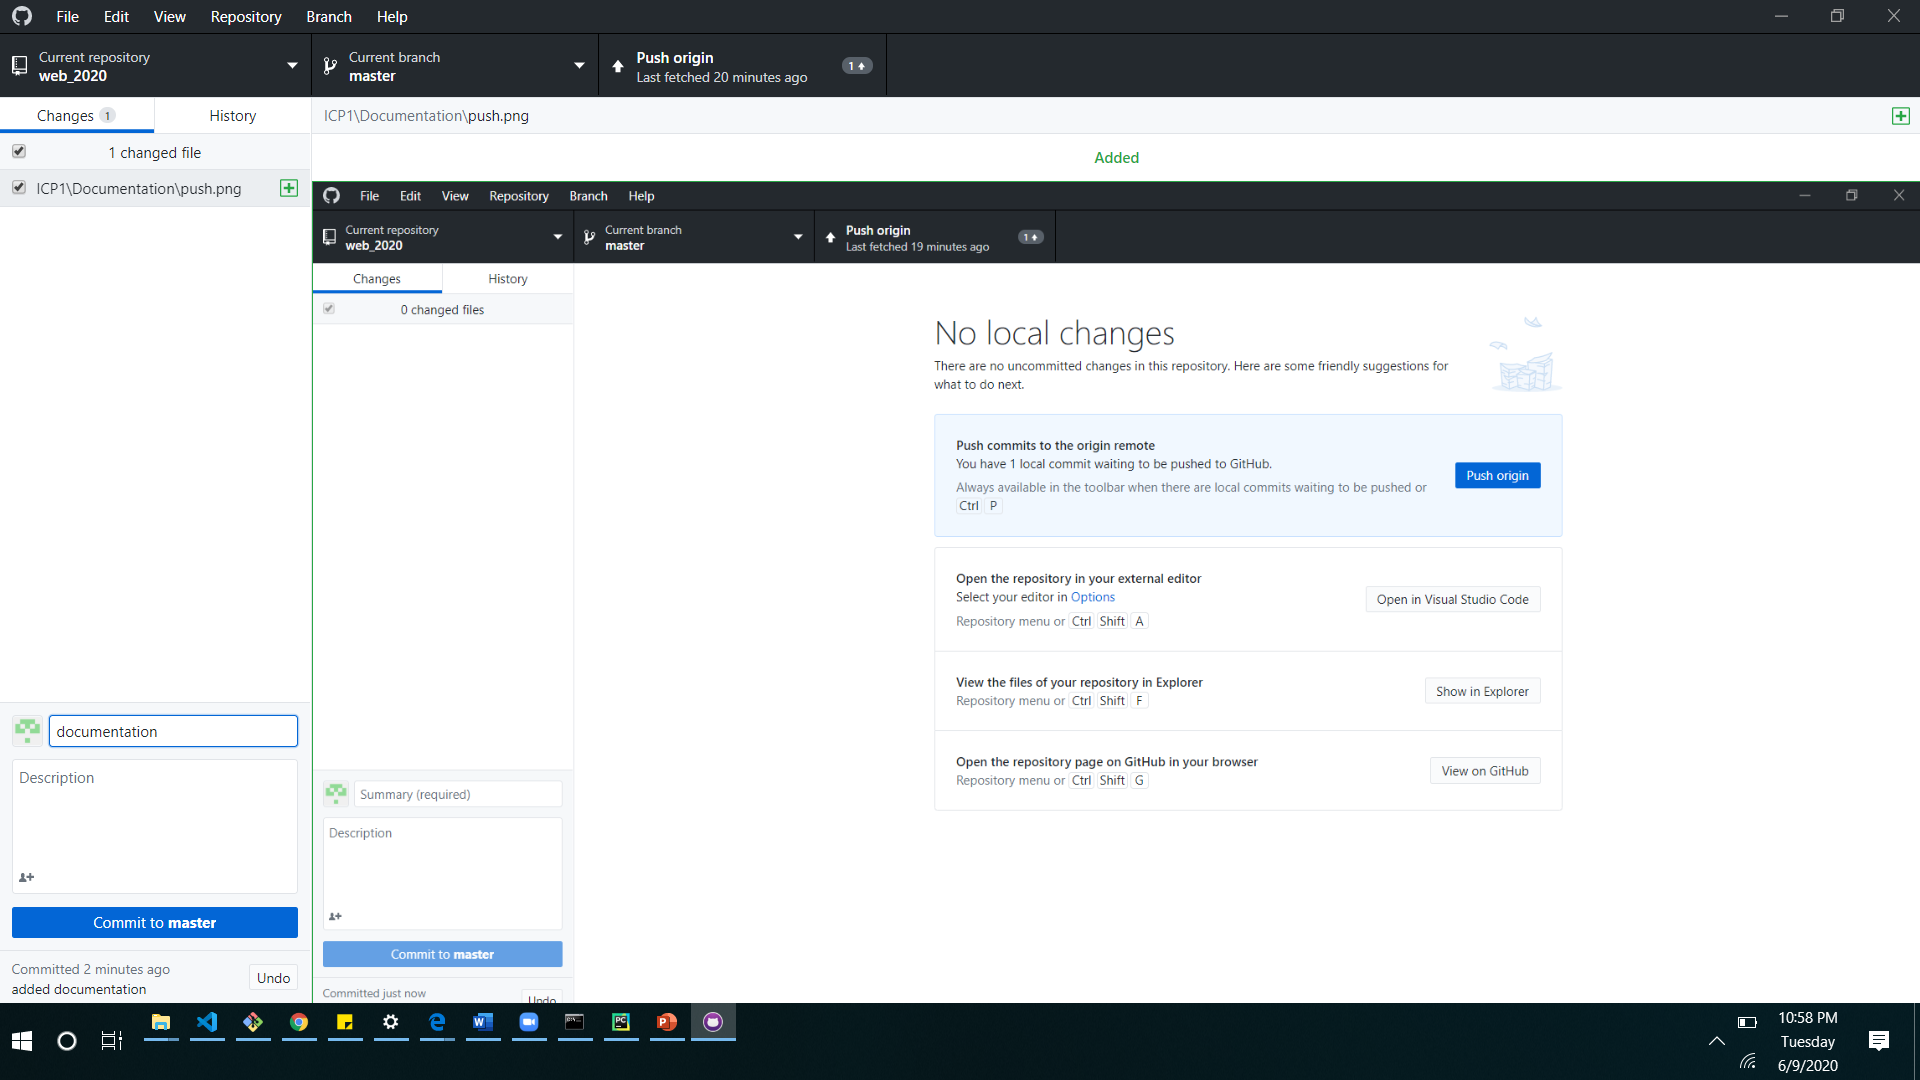 File Edit View Repository Branch Help
Current repository
web_2020
Current branch
master
Push origin
Last fetched 20 minutes ago
1
Changes 1
History
ICP1\Documentation\push.png
1 changed file
ICP1\Documentation\push.png
Added
File Edit View Repository Branch Help
Current repository
web_2020
Current branch
master
Push origin
Last fetched 19 minutes ago
1
Changes
History
0 changed files
No local changes
There are no uncommitted changes in this repository. Here are some friendly suggestions for
what to do next.
Push commits to the origin remote
You have 1 local commit waiting to be pushed to GitHub.
Always available in the toolbar when there are local commits waiting to be pushed or
Ctrl P
Push origin
Open the repository in your external editor
Select your editor in Options
Repository menu or Ctrl Shift A
Open in Visual Studio Code
View the files of your repository in Explorer
Repository menu or Ctrl Shift F
Show in Explorer
Open the repository page on GitHub in your browser
Repository menu or Ctrl Shift G
View on GitHub
Summary (required)
Description
Commit to master
Committed just now
Undo
documentation
Description
Commit to master
Committed 2 minutes ago
added documentation
Undo
10:58 PM
Tuesday
6/9/2020